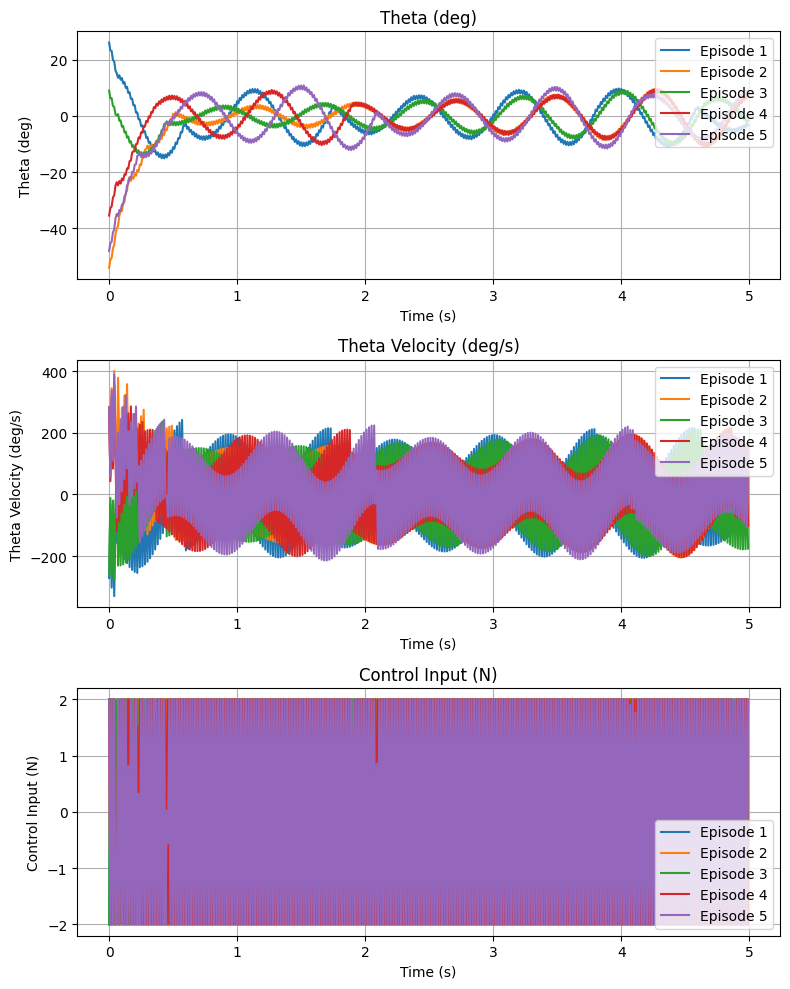 Theta (deg)
Theta (deg)
20
0
−20
−40
Episode 1
Episode 2
Episode 3
Episode 4
Episode 5
0 1 2 3 4 5
Time (s)
Theta Velocity (deg/s)
Theta Velocity (deg/s)
400
200
0
−200
Episode 1
Episode 2
Episode 3
Episode 4
Episode 5
0 1 2 3 4 5
Time (s)
Control Input (N)
Control Input (N)
2
1
0
−1
−2
Episode 1
Episode 2
Episode 3
Episode 4
Episode 5
0 1 2 3 4 5
Time (s)